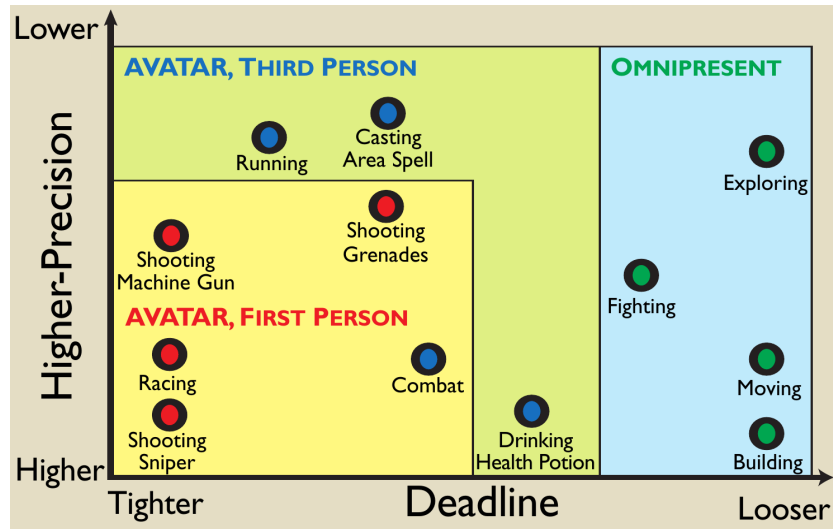 Lower
AVATAR, THIRD PERSON
OMNIPRESENT
Running
Casting
Area Spell
Exploring
Higher-Precision
Shooting
Machine Gun
Shooting
Grenades
Fighting
AVATAR, FIRST PERSON
Racing
Combat
Moving
Shooting
Sniper
Drinking
Health Potion
Building
Higher
Tighter
Deadline
Looser